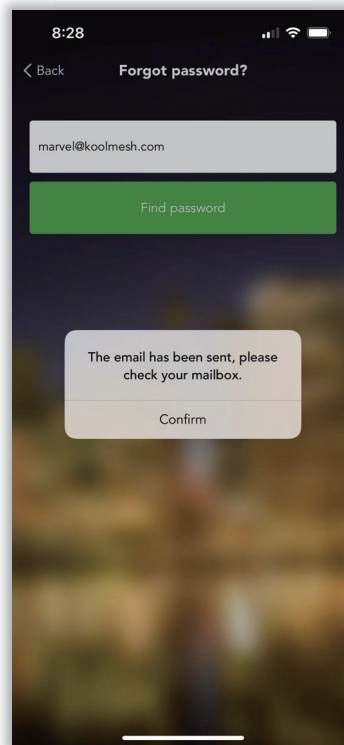 8:28
Back
Forgot password?
marvel@koolmesh.com
Find password
The email has been sent, please
check your mailbox.
Confirm